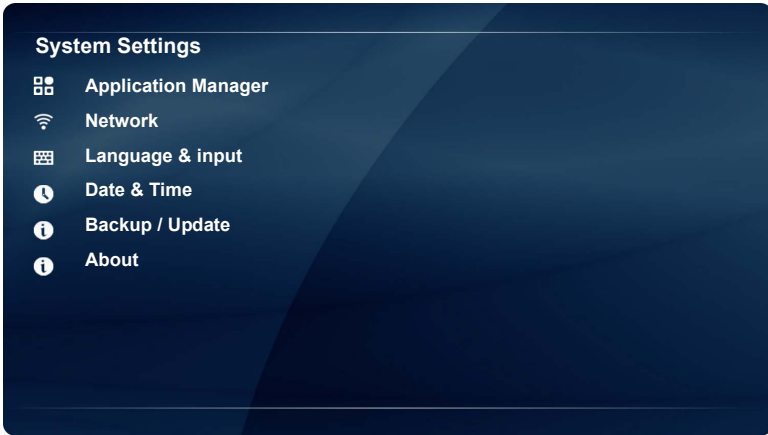 System Settings
Application Manager
Network
Language & input
Date & Time
Backup / Update
About